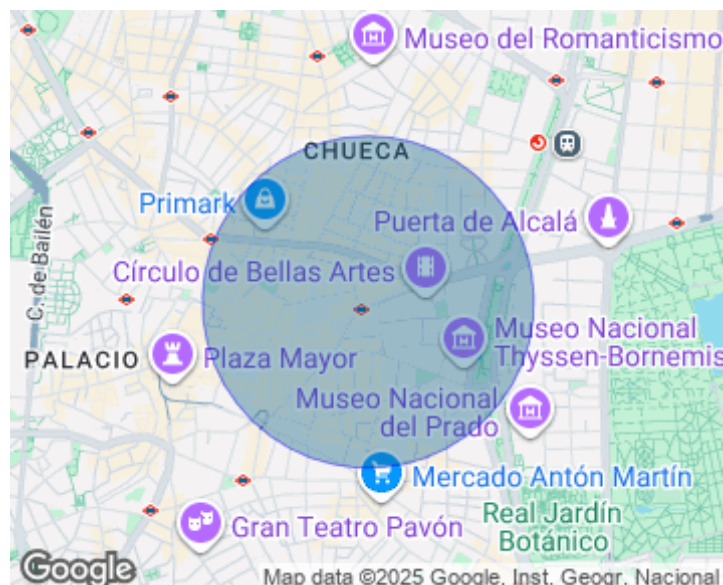 Museo del Romanticismo
CHUECA
Primark
Puerta de Alcalá
Círculo de Bellas Artes
C. de Bailén
Museo Nacional
Thyssen-Bornemis
PALACIO
Plaza Mayor
Museo Nacional
del Prado
Mercado Antón Martín
Gran Teatro Pavón
Real Jardín
Botánico
Google
Map data ©2025 Google, Inst. Geogr. Nacional